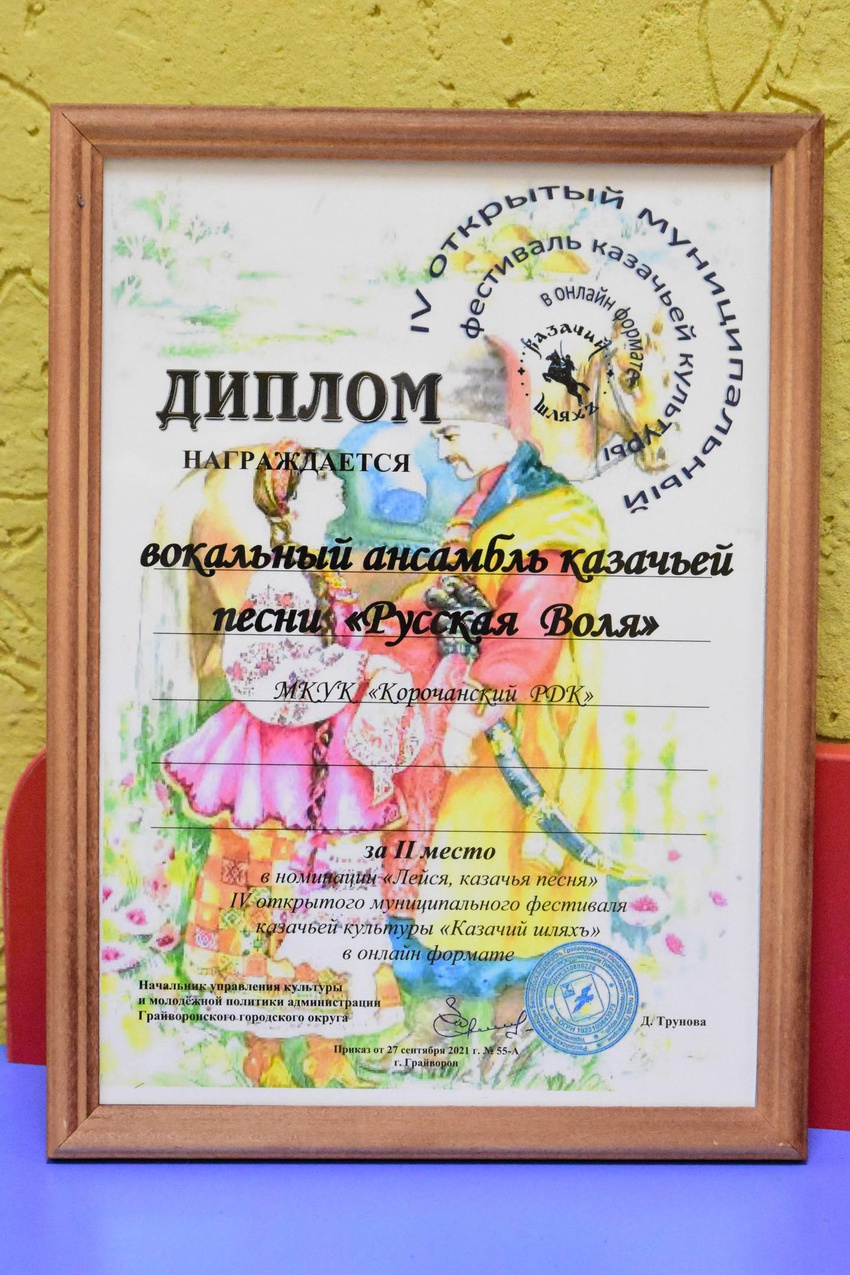 IV открытый муниципальный
фестиваль казачьей культуры
в онлайн формате
Казачий
шляхъ
ДИПЛОМ
НАГРАЖДАЕТСЯ
вокальный ансамбль казачьей
песни «Русская Воля»
МКУК «Корочанский РДК»
за II место
в номинации «Лейся, казачья песня»
IV открытого муниципального фестиваля
казачьей культуры «Казачий шляхъ»
в онлайн формате
Начальник управления культуры
и молодёжной политики администрации
Грайворонского городского округа
Д. Трунова
Приказ от 27 сентября 2021 г. № 55-А
г. Грайворон